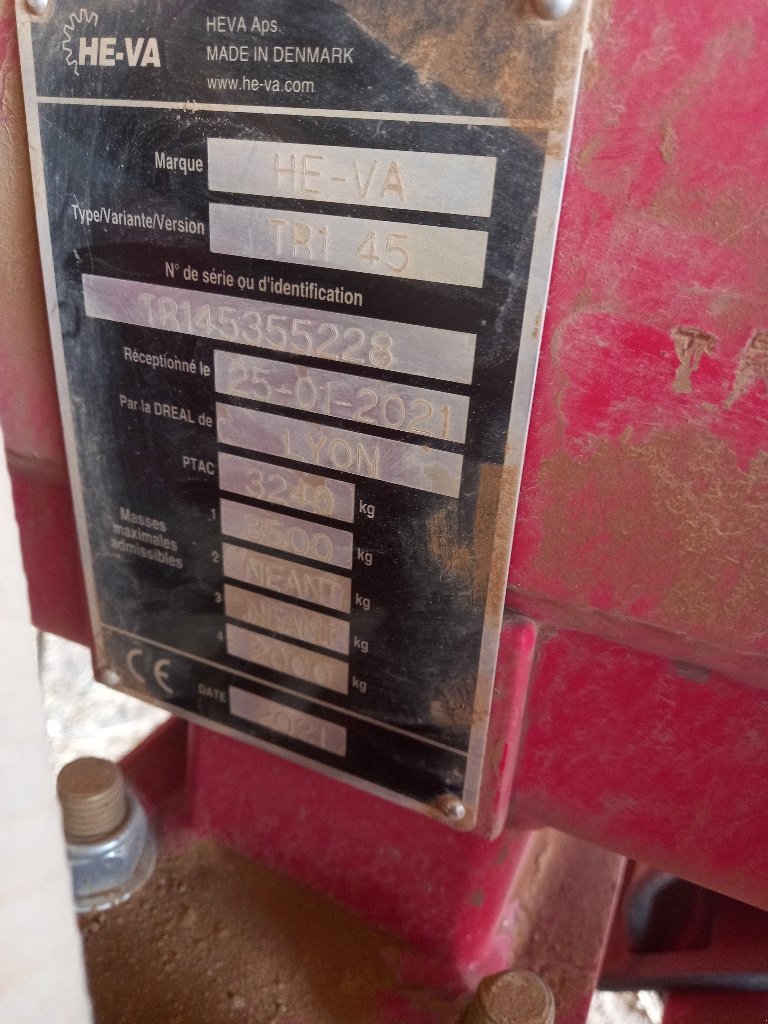 HE-VA
HEVA Aps.
MADE IN DENMARK
www.he-va.com
Marque HE-VA
Type/Variante/Version TR1 45
N° de série ou d'identification
TR145355228
Réceptionné le 25-01-2021
Par la DREAL de LYON
PTAC 3240 kg
Masses maximales admissibles
1 3500 kg
2 NEANT kg
3 NEANT kg
4 2000 kg
CE DATE 2021